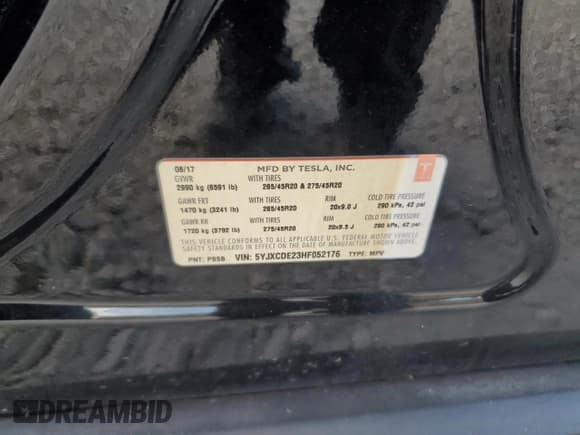 08/17 MFD BY TESLA, INC.
GVWR WITH TIRES
2990 kg (6591 lb) 265/45R20 & 275/45R20
GAWR FRT WITH TIRES RIM COLD TIRE PRESSURE
1470 kg (3241 lb) 265/45R20 20x9.0 J 290 kPa, 42 psi
GAWR RR WITH TIRES RIM COLD TIRE PRESSURE
1720 kg (3792 lb) 275/45R20 20x9.5 J 290 kPa, 42 psi
THIS VEHICLE CONFORMS TO ALL APPLICABLE U.S. FEDERAL MOTOR VEHICLE
SAFETY STANDARDS IN EFFECT ON THE DATE OF MANUFACTURE SHOWN ABOVE.
PNT: PBSB VIN: 5YJXCDE23HF052176 TYPE: MPV
DREAMBID